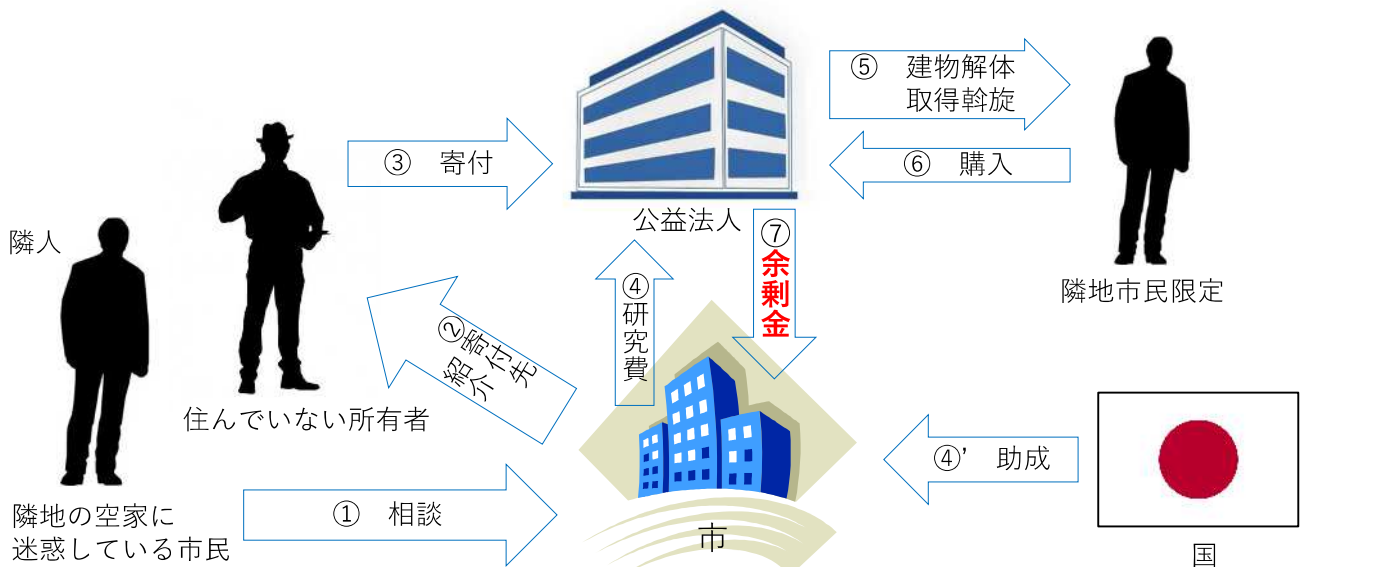 ⑤　建物解体
取得斡旋
③　寄付
⑥　購入
公益法人
隣人
⑦余剰金
隣地市民限定
④研究費
②寄付先
紹介
住んでいない所有者
④’　助成
①　相談
隣地の空家に
迷惑している市民
市
国